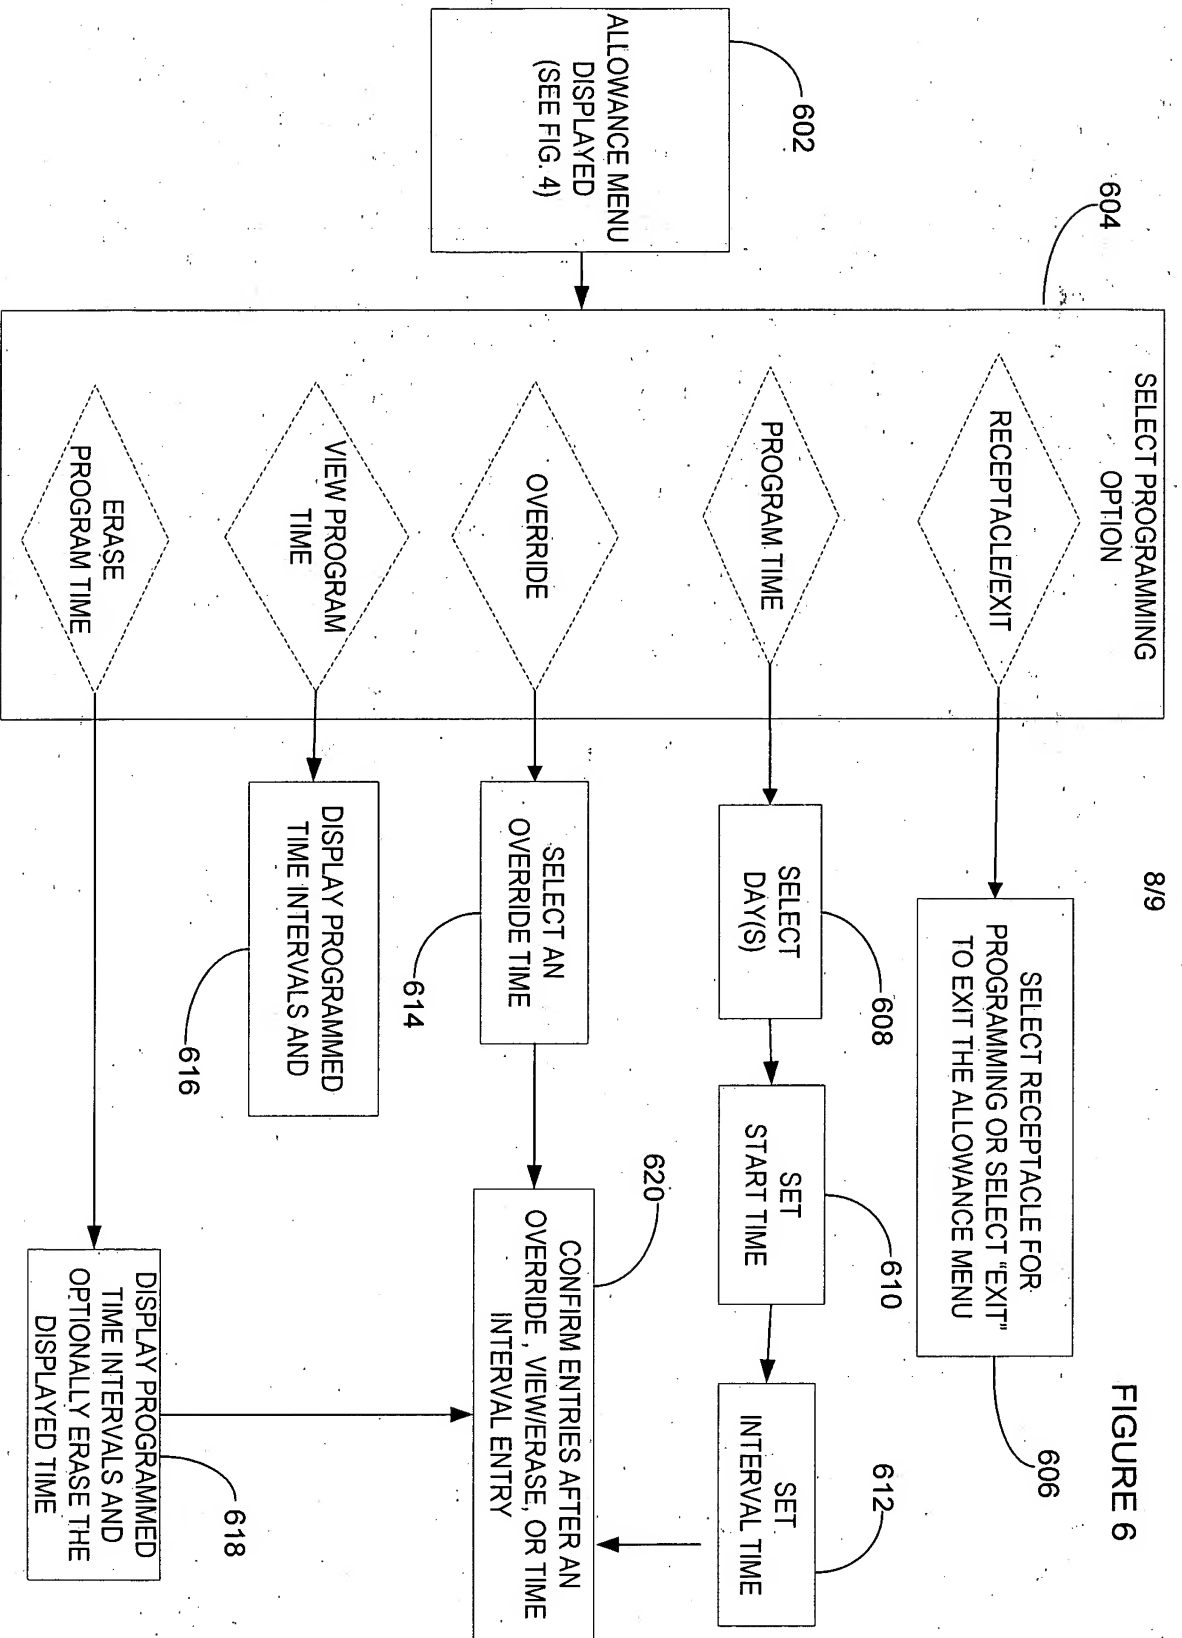 8/9
FIGURE 6
602
ALLOWANCE MENU
DISPLAYED
(SEE FIG. 4)
604
SELECT PROGRAMMING
OPTION
RECEPTACLE/EXIT
SELECT RECEPTACLE FOR
PROGRAMMING OR SELECT "EXIT"
TO EXIT THE ALLOWANCE MENU
606
PROGRAM TIME
SELECT
DAY(S)
608
SET
START TIME
610
SET
INTERVAL TIME
612
OVERRIDE
SELECT AN
OVERRIDE TIME
614
CONFIRM ENTRIES AFTER AN
OVERRIDE , VIEW/ERASE, OR TIME
INTERVAL ENTRY
620
VIEW PROGRAM
TIME
DISPLAY PROGRAMMED
TIME INTERVALS AND
616
ERASE
PROGRAM TIME
DISPLAY PROGRAMMED
TIME INTERVALS AND
OPTIONALLY ERASE THE
DISPLAYED TIME
618